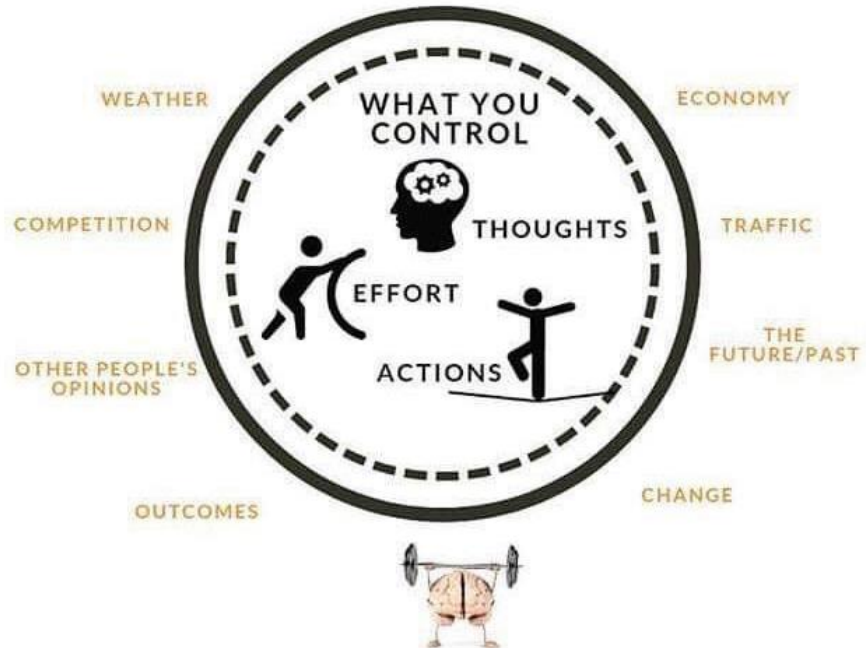 WHAT YOU
CONTROL
THOUGHTS
EFFORT
ACTIONS
WEATHER
COMPETITION
OTHER PEOPLE'S
OPINIONS
OUTCOMES
ECONOMY
TRAFFIC
THE
FUTURE/PAST
CHANGE